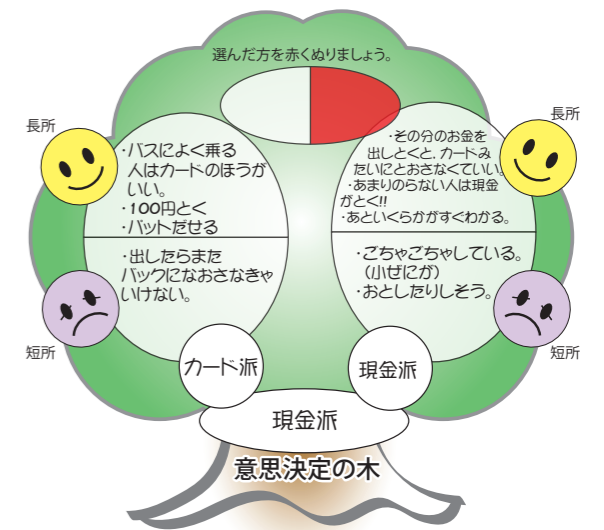 選んだ方を赤くぬりましょう。
長所
・バスによく乗る
人はカードのほうが
いい。
・100円とく
・パットだせる
・出したらまた
バックになおさなきゃ
いけない。
短所
カード派
長所
・その分のお金を
出しとくと、カードみ
たいにとおさなくていい。
・あまりのらない人は現金
がとく!!
・あといくらかがすぐわかる。
・ごちゃごちゃしている。
(小ぜにが)
・おとしたりしそう。
短所
現金派
現金派
意思決定の木